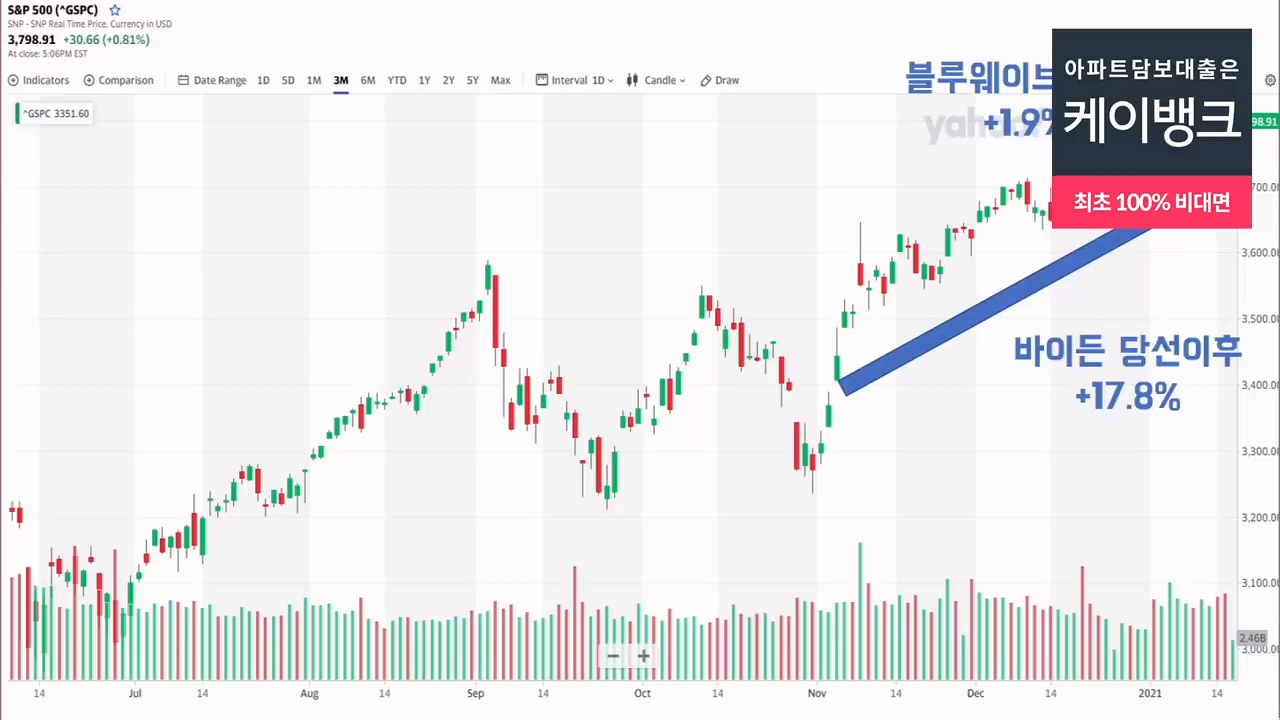 S&P 500 (^GSPC)
SNP - SNP Real Time Price. Currency in USD
3,798.91 +30.66 (+0.81%)
At close: 5:06PM EST
Indicators Comparison Date Range 1D 5D 1M 3M 6M YTD 1Y 2Y 5Y Max Interval 1D Candle Draw
^GSPC 3351.60
블루웨이브
+1.9%
아파트담보대출은
케이뱅크
최초 100% 비대면
98.91
700.00
3,600.00
3,500.00
바이든 당선이후
+17.8%
3,400.00
3,300.00
3,200.00
3,100.00
2.46B
3,000.00
14 Jul 14 Aug 14 Sep 14 Oct 14 Nov 14 Dec 14 2021 14